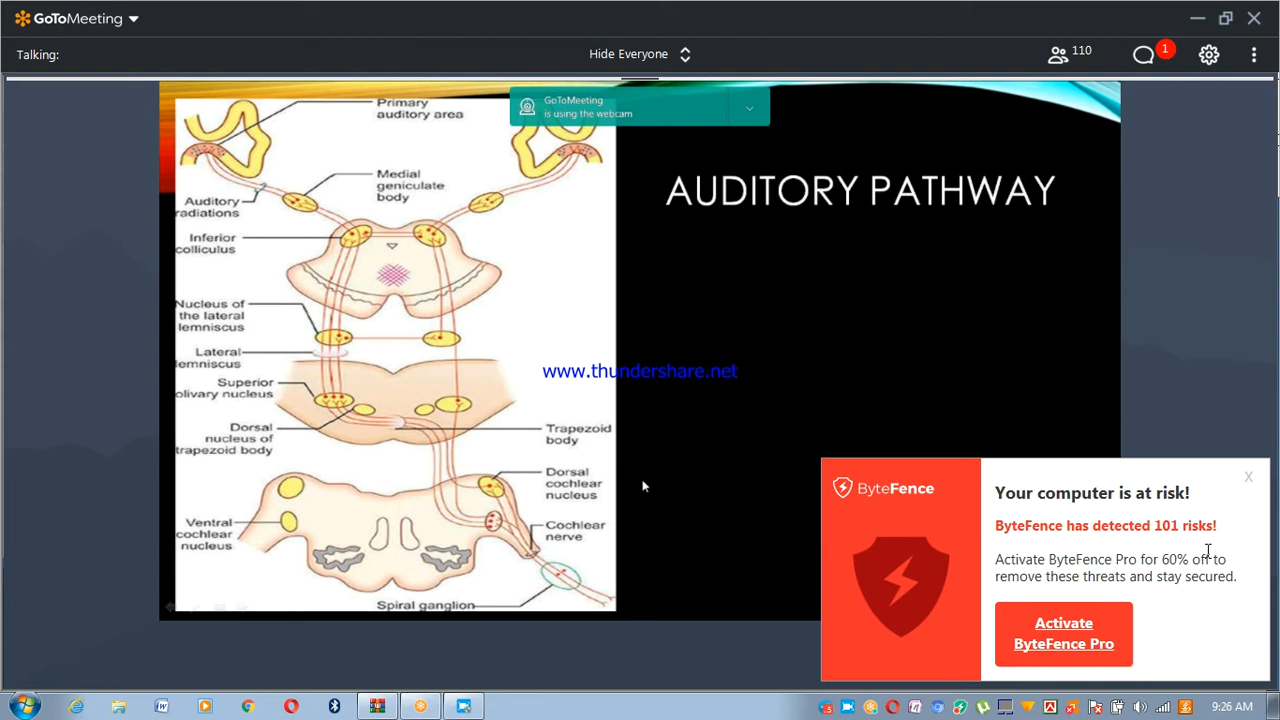 GoToMeeting
Talking:
Hide Everyone
110
1
GoToMeeting
is using the webcam
Primary
auditory area
Medial
geniculate
body
Auditory
radiations
Inferior
colliculus
Nucleus of
the lateral
lemniscus
Lateral
lemniscus
Superior
olivary nucleus
Dorsal
nucleus of
trapezoid body
Trapezoid
body
Dorsal
cochlear
nucleus
Ventral
cochlear
nucleus
Cochlear
nerve
Spiral ganglion
AUDITORY PATHWAY
www.thundershare.net
ByteFence
X
Your computer is at risk!
ByteFence has detected 101 risks!
Activate ByteFence Pro for 60% off to
remove these threats and stay secured.
Activate
ByteFence Pro
9:26 AM